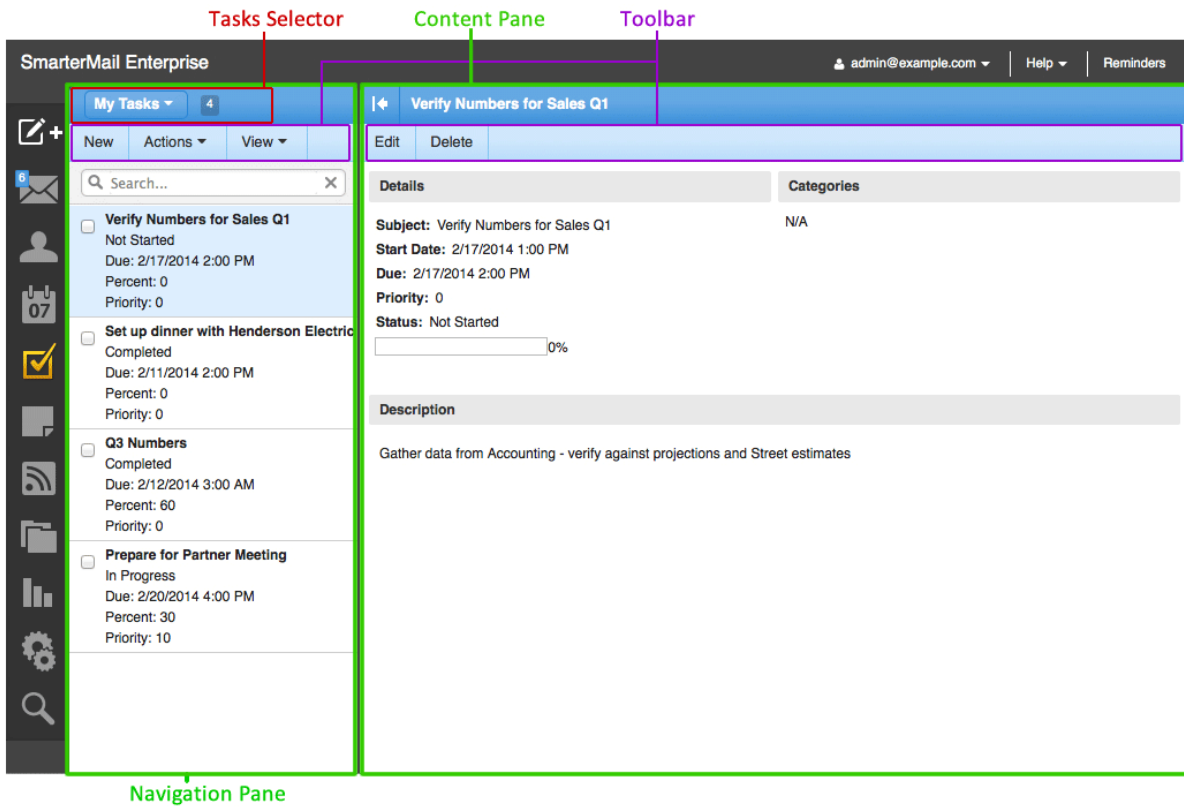 Tasks Selector
Content Pane
Toolbar
SmarterMail Enterprise
admin@example.com
Help
Reminders
My Tasks
4
Verify Numbers for Sales Q1
New
Actions
View
Edit
Delete
6
07
Search...
Verify Numbers for Sales Q1
Not Started
Due: 2/17/2014 2:00 PM
Percent: 0
Priority: 0
Set up dinner with Henderson Electric
Completed
Due: 2/11/2014 2:00 PM
Percent: 0
Priority: 0
Q3 Numbers
Completed
Due: 2/12/2014 3:00 AM
Percent: 60
Priority: 0
Prepare for Partner Meeting
In Progress
Due: 2/20/2014 4:00 PM
Percent: 30
Priority: 10
Details
Subject: Verify Numbers for Sales Q1
Start Date: 2/17/2014 1:00 PM
Due: 2/17/2014 2:00 PM
Priority: 0
Status: Not Started
0%
Categories
N/A
Description
Gather data from Accounting - verify against projections and Street estimates
Navigation Pane